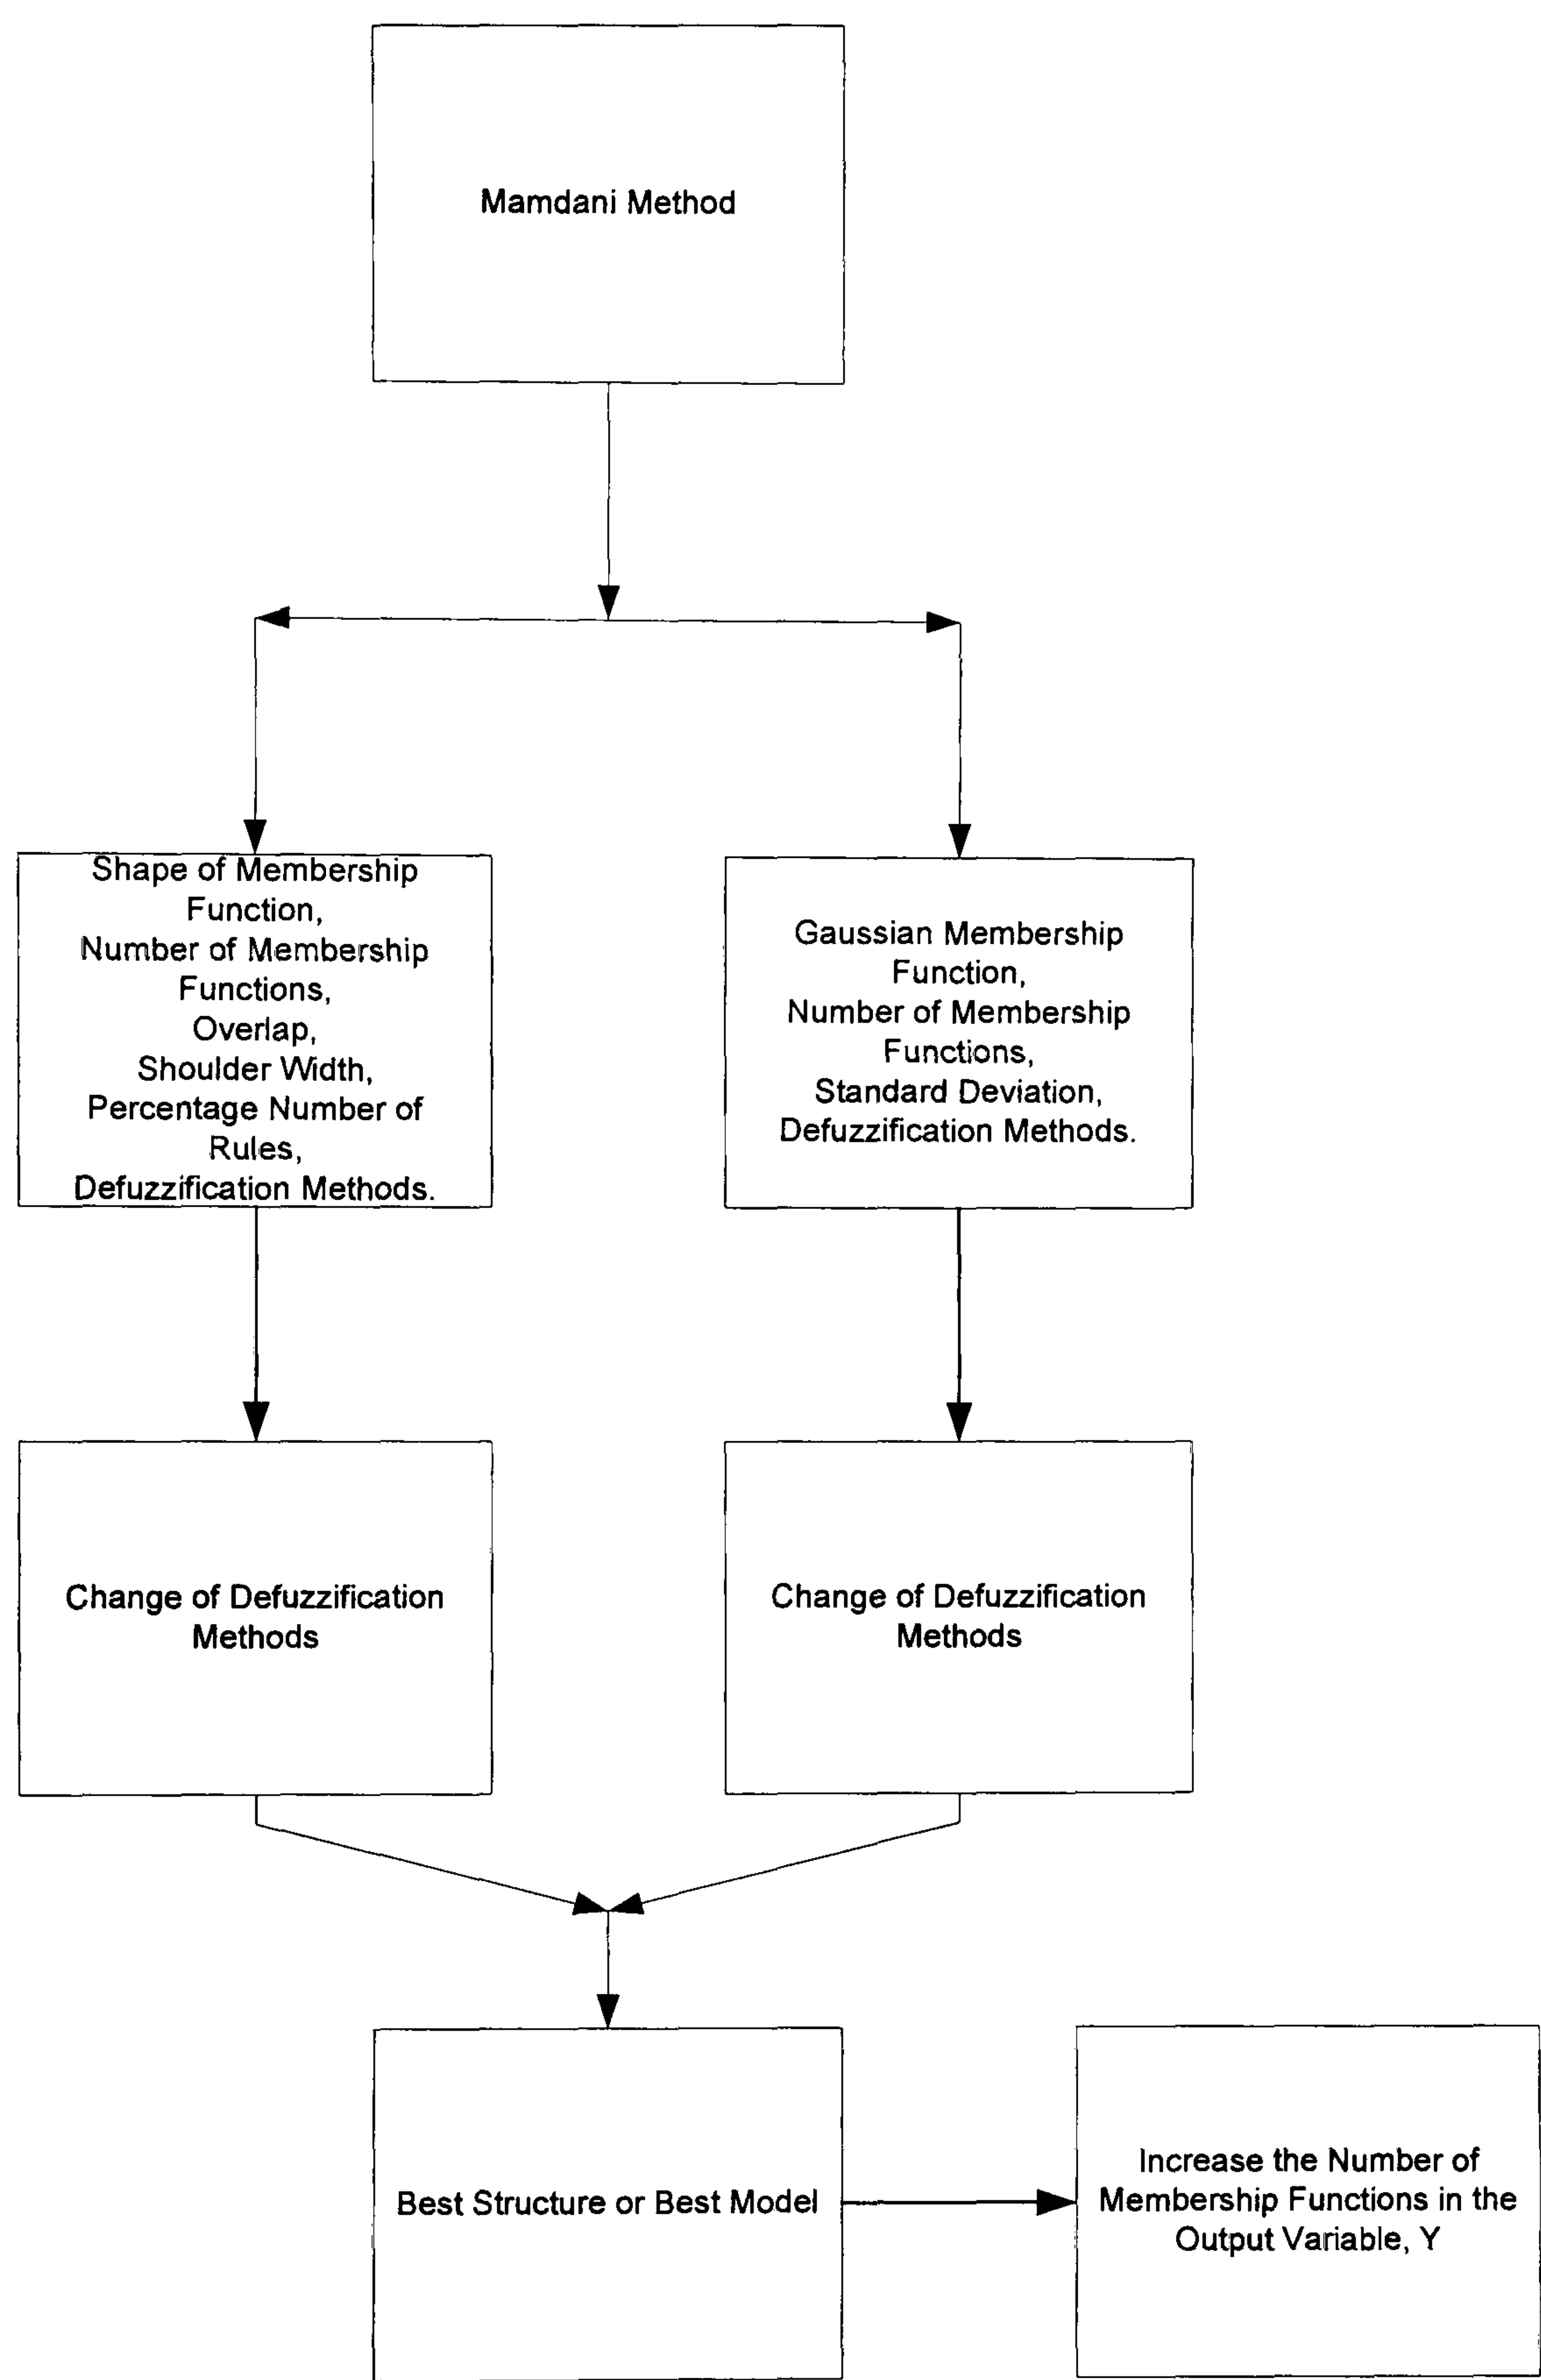 Mamdani Method
Shape of Membership
Function,
Number of Membership
Functions,
Overlap,
Shoulder Width,
Percentage Number of
Rules,
Defuzzification Methods.
Gaussian Membership
Function,
Number of Membership
Functions,
Standard Deviation,
Defuzzification Methods.
Change of Defuzzification
Methods
Change of Defuzzification
Methods
Best Structure or Best Model
Increase the Number of
Membership Functions in the
Output Variable, Y